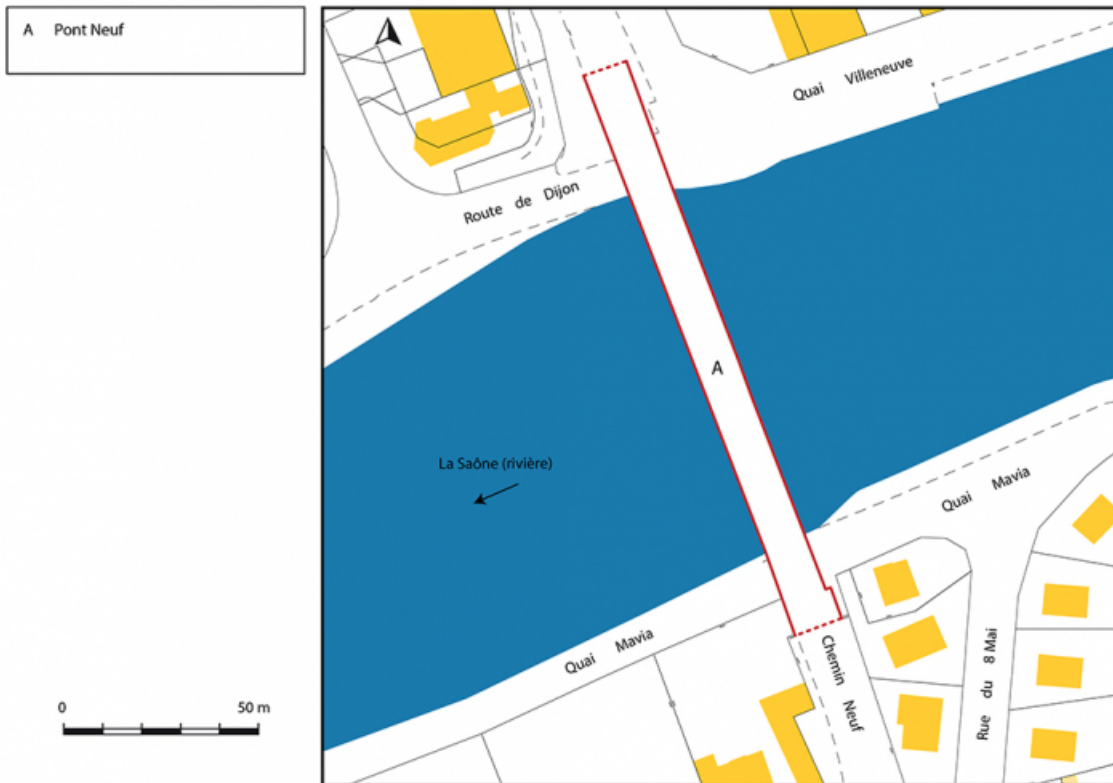 A Pont Neuf
Quai Villeneuve
Route de Dijon
A
La Saône (rivière)
Quai Mavia
Quai Mavia
Chemin Neuf
Rue du 8 Mai
0 50 m